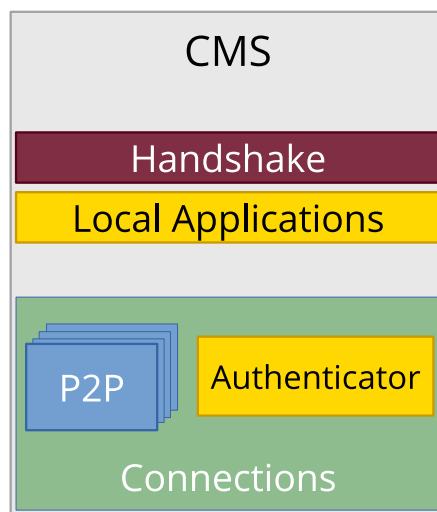 CMS
Handshake
Local Applications
P2P
Authenticator
Connections